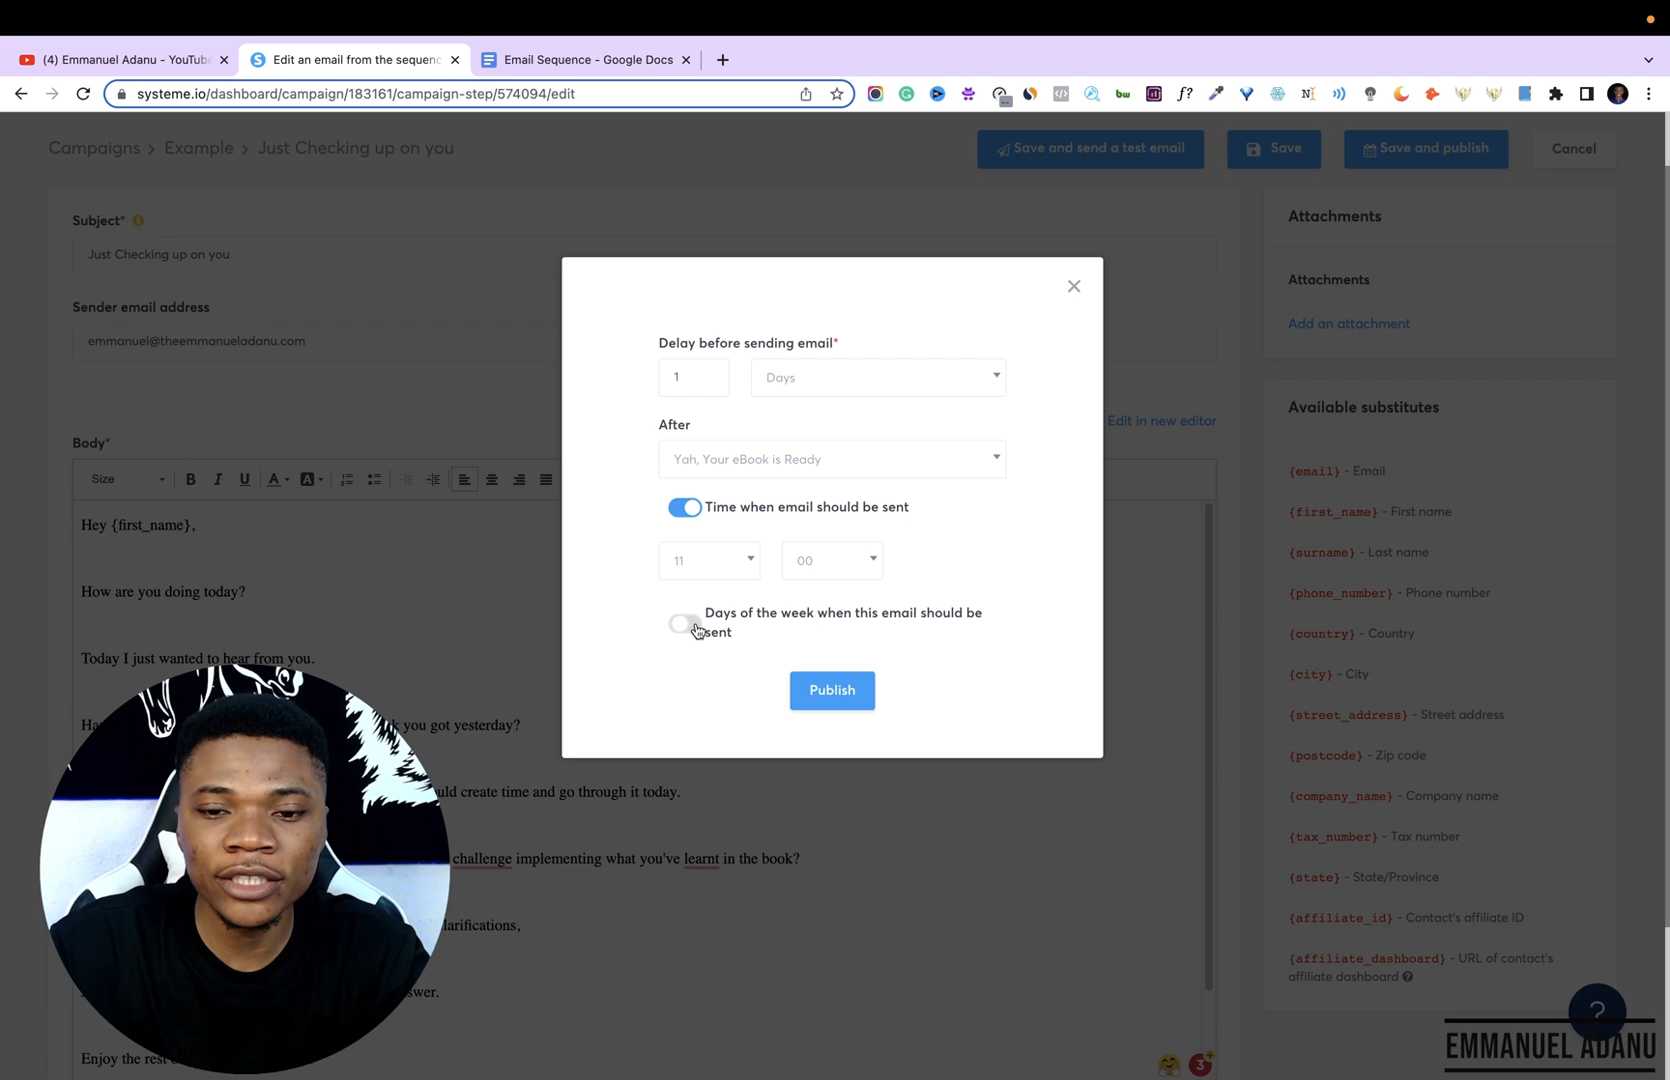 (4) Emmanuel Adanu - YouTube
Edit an email from the sequenc
Email Sequence - Google Docs
systeme.io/dashboard/campaign/183161/campaign-step/574094/edit
Campaigns > Example > Just Checking up on you
Save and send a test email
Save
Save and publish
Cancel
Subject*
Just Checking up on you
Sender email address
emmanuel@theemmanueladanu.com
Edit in new editor
Body*
Size
B I U A A
Hey {first_name},
How are you doing today?
Today I just wanted to hear from you.
you got yesterday?
uld create time and go through it today.
challenge implementing what you've learnt in the book?
larifications,
swer.
Enjoy the rest
Delay before sending email*
1
Days
After
Yah, Your eBook is Ready
Time when email should be sent
11
00
Days of the week when this email should be
sent
Publish
Attachments
Attachments
Add an attachment
Available substitutes
{email} - Email
{first_name} - First name
{surname} - Last name
{phone_number} - Phone number
{country} - Country
{city} - City
{street_address} - Street address
{postcode} - Zip code
{company_name} - Company name
{tax_number} - Tax number
{state} - State/Province
{affiliate_id} - Contact's affiliate ID
{affiliate_dashboard} - URL of contact's
affiliate dashboard ?
?
3
EMMANUEL ADANU